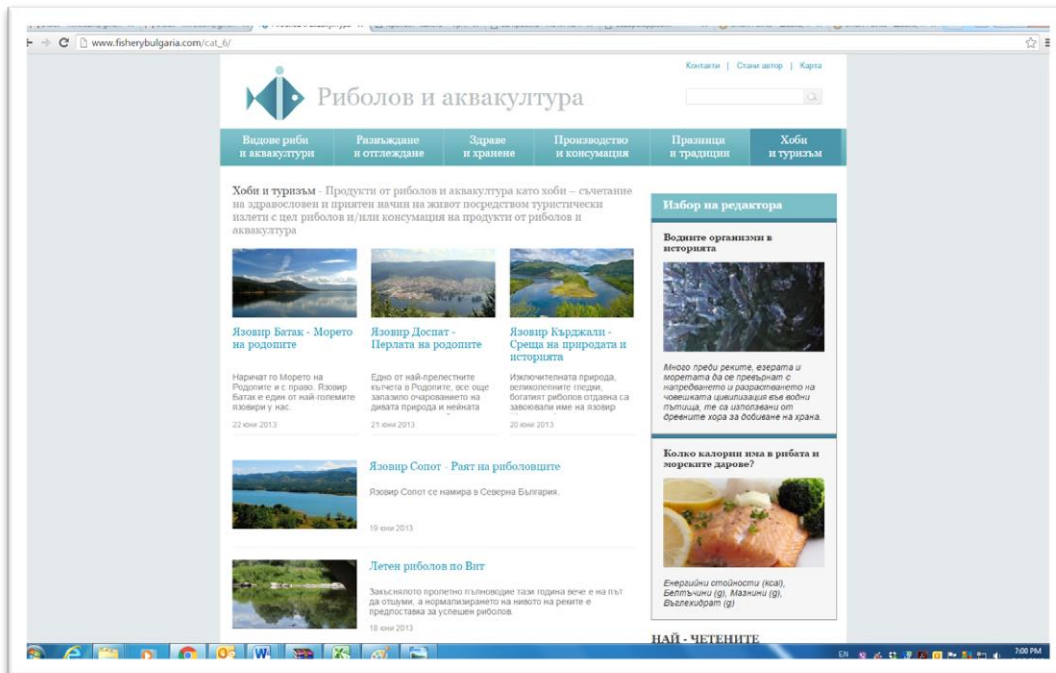 www.fisherybulgaria.com/cat_6/
Контакти | Стани автор | Карта
Риболов и аквакултура
Видове риби
и аквакултури
Развъждане
и отглеждане
Здраве
и хранене
Производство
и консумация
Празници
и традиции
Хоби
и туризъм
Хоби и туризъм - Продукти от риболов и аквакултура като хоби – съчетание
на здравословен и приятен начин на живот посредством туристически
излети с цел риболов и/или консумация на продукти от риболов и
аквакултура
Язовир Батак - Морето
на родопите
Наричат го Морето на
Родопите и с право. Язовир
Батак е един от най-големите
язовири у нас.
22 юни 2013
Язовир Доспат -
Перлата на родопите
Едно от най-прелестните
кътчета в Родопите, все още
запазило очарованието на
дивата природа и нейната
21 юни 2013
Язовир Кърджали -
Среща на природата и
историята
Изключителната природа,
великолепните гледки,
богатият риболов отдавна са
завоювали име на язовир
20 юни 2013
Язовир Сопот - Раят на риболовците
Язовир Сопот се намира в Северна България.
19 юни 2013
Летен риболов по Вит
Закъснялото пролетно пълноводие тази година вече е на път
да отшуми, а нормализирането на нивото на реките е
предпоставка за успешен риболов.
18 юни 2013
Избор на редактора
Водните организми в
историята
Много преди реките, езерата и
моретата да се превърнат с
напредването и разрастването на
човешката цивилизация във водни
пътища, те са използвани от
древните хора за добиване на храна.
Колко калории има в рибата и
морските дарове?
Енергийни стойности (kcal),
Белтъчини (g), Мазнини (g),
Въглехидрат (g)
НАЙ - ЧЕТЕНИТЕ
EN
7:00 PM